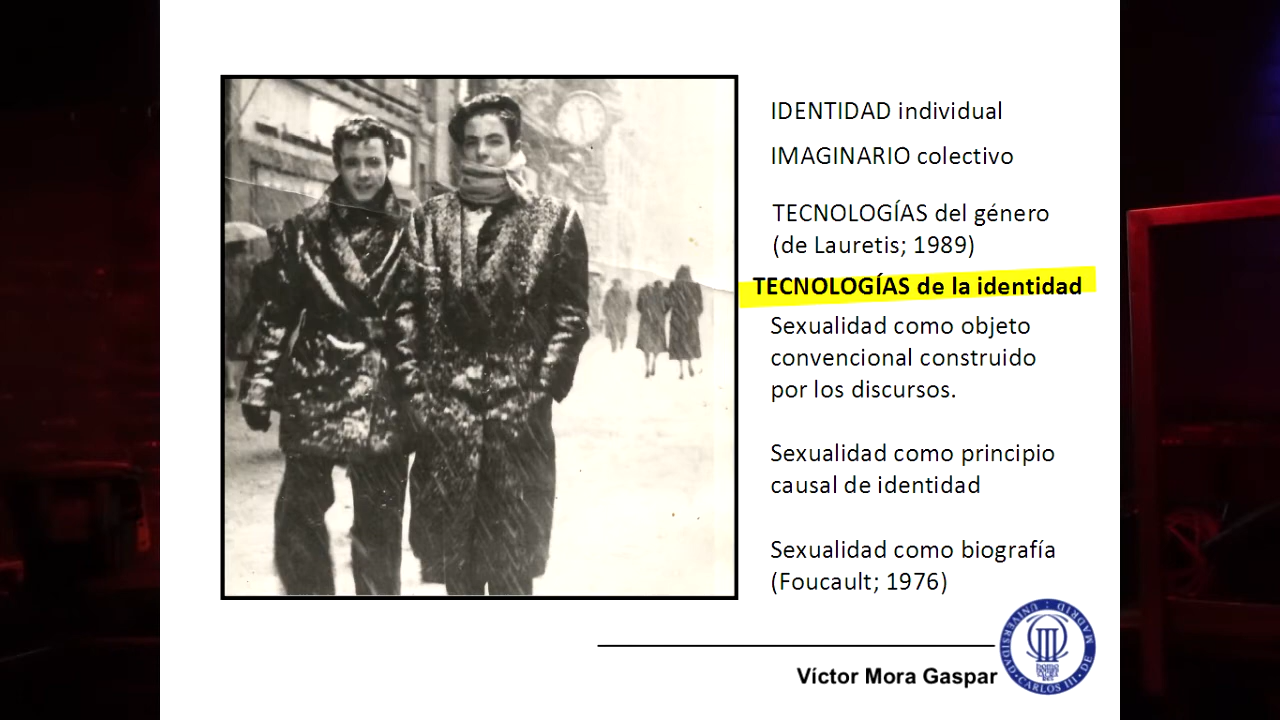 IDENTIDAD individual
IMAGINARIO colectivo
TECNOLOGÍAS del género
(de Lauretis; 1989)
TECNOLOGÍAS de la identidad
Sexualidad como objeto
convencional construido
por los discursos.
Sexualidad como principio
causal de identidad
Sexualidad como biografía
(Foucault; 1976)
UNIVERSIDAD · CARLOS III · DE MADRID
Víctor Mora Gaspar